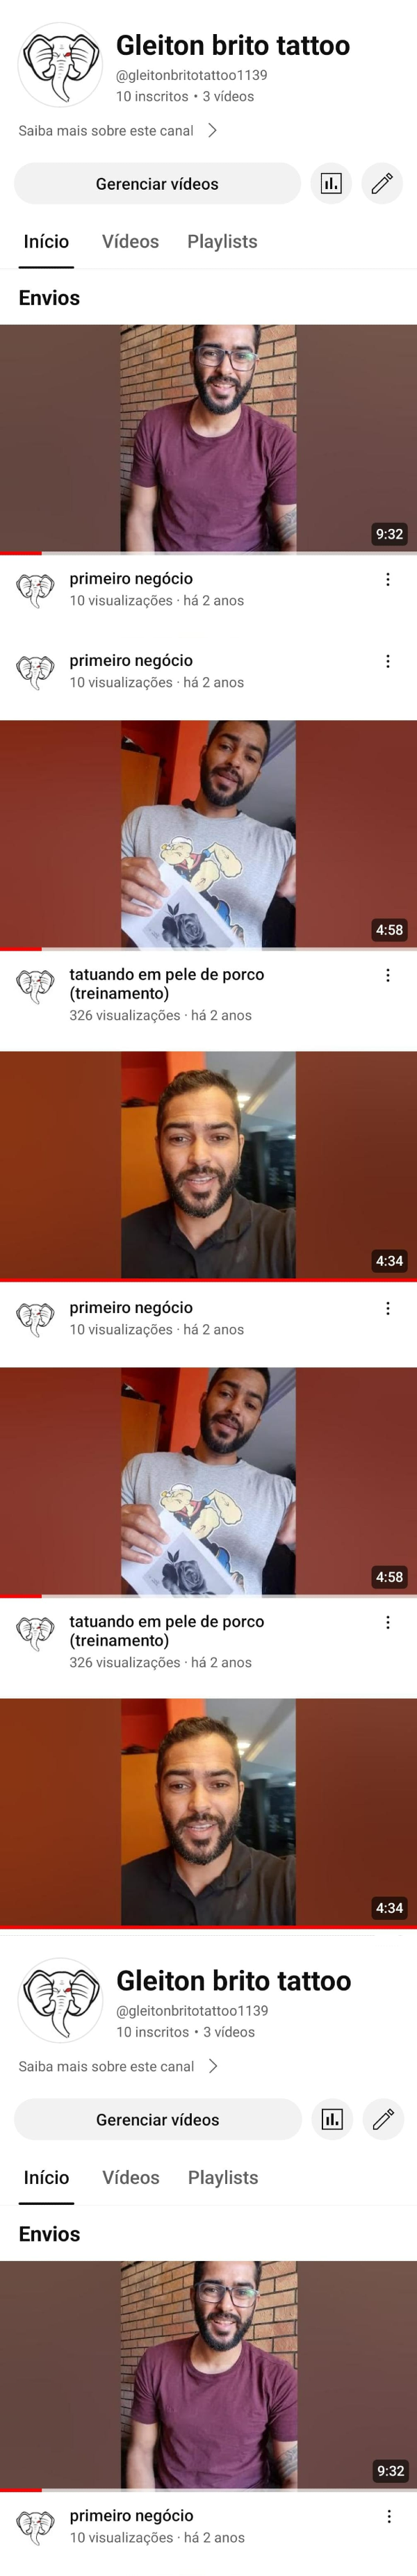 Gleiton brito tattoo
@gleitonbritotattoo1139
10 inscritos • 3 vídeos
Saiba mais sobre este canal
Gerenciar vídeos
Início Vídeos Playlists
Envios
9:32
primeiro negócio
10 visualizações · há 2 anos
primeiro negócio
10 visualizações · há 2 anos
4:58
tatuando em pele de porco
(treinamento)
326 visualizações · há 2 anos
4:34
primeiro negócio
10 visualizações · há 2 anos
4:58
tatuando em pele de porco
(treinamento)
326 visualizações · há 2 anos
4:34
Gleiton brito tattoo
@gleitonbritotattoo1139
10 inscritos • 3 vídeos
Saiba mais sobre este canal
Gerenciar vídeos
Início Vídeos Playlists
Envios
9:32
primeiro negócio
10 visualizações · há 2 anos